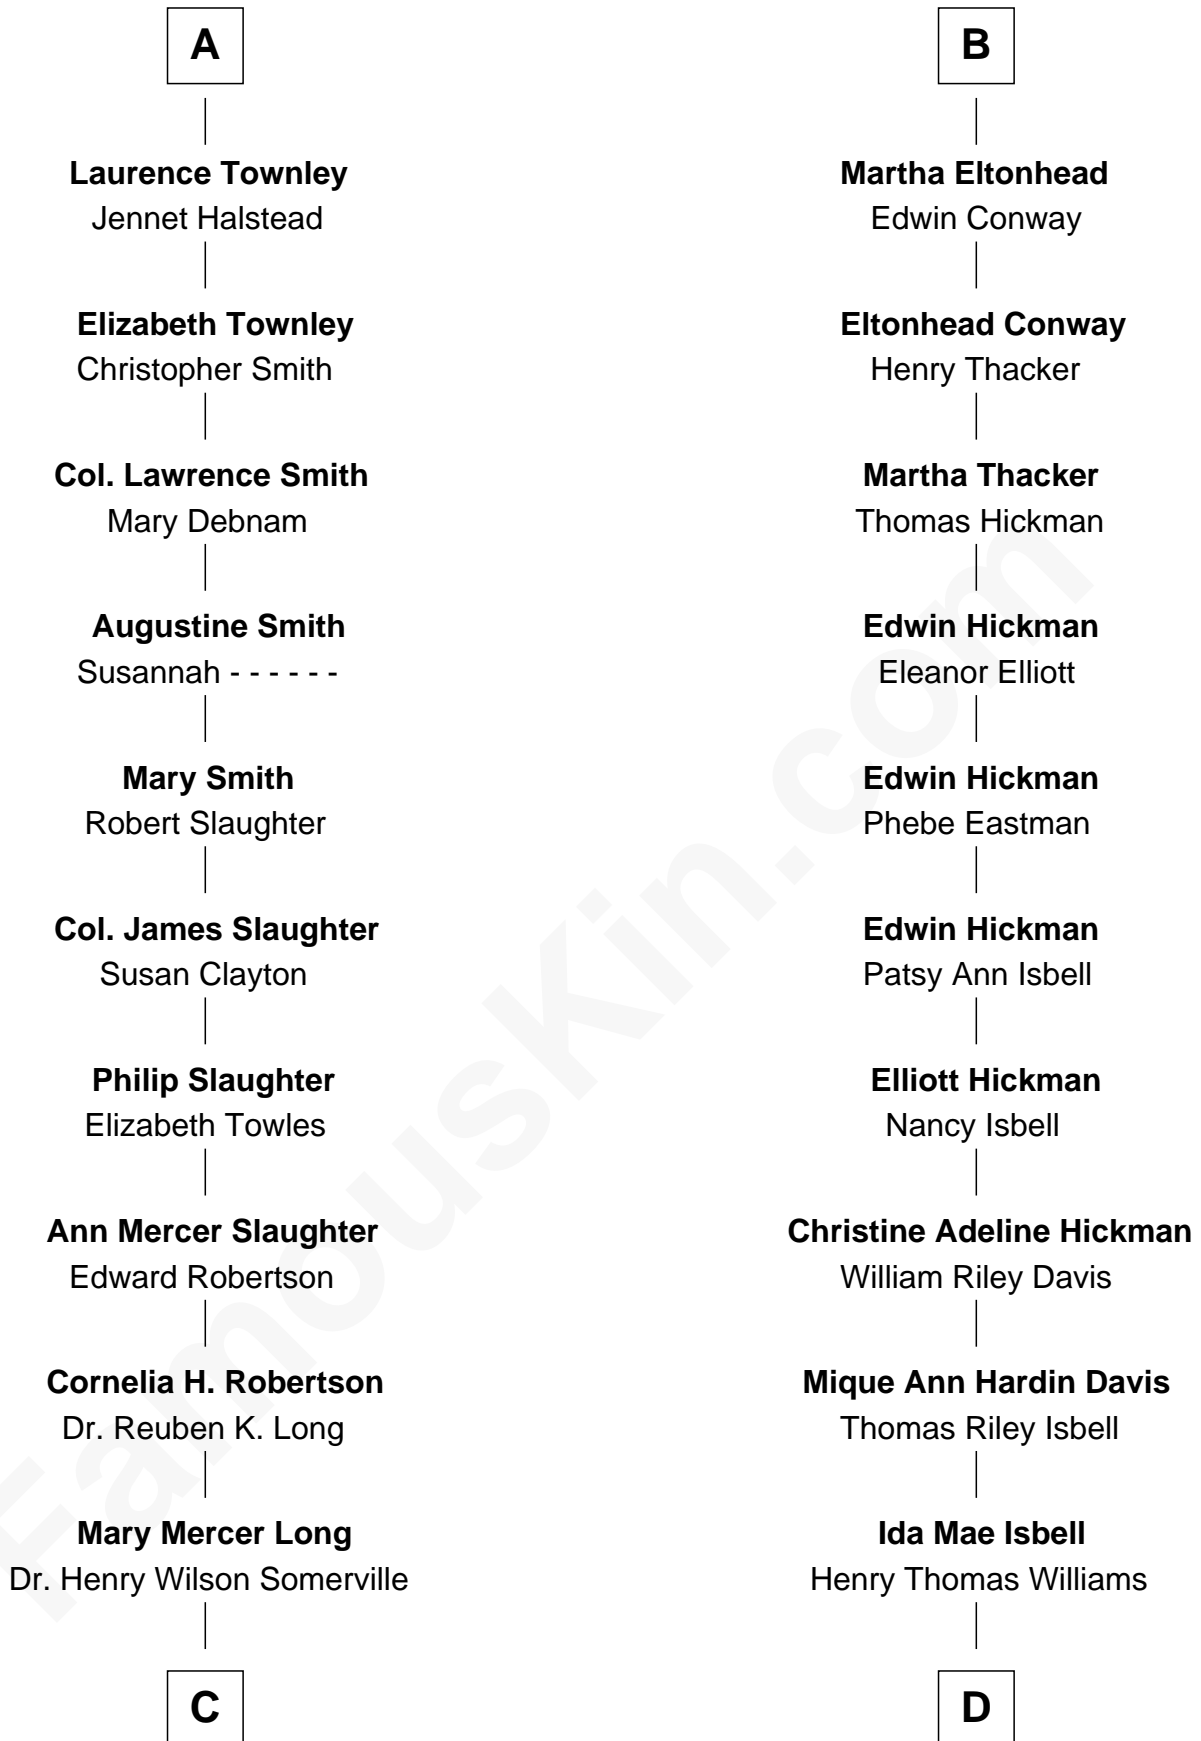 A
Laurence Townley
Jennet Halstead
Elizabeth Townley
Christopher Smith
Col. Lawrence Smith
Mary Debnam
Augustine Smith
Susannah - - - - - -
Mary Smith
Robert Slaughter
Col. James Slaughter
Susan Clayton
Philip Slaughter
Elizabeth Towles
Ann Mercer Slaughter
Edward Robertson
Cornelia H. Robertson
Dr. Reuben K. Long
Mary Mercer Long
Dr. Henry Wilson Somerville
C
B
Martha Eltonhead
Edwin Conway
Eltonhead Conway
Henry Thacker
Martha Thacker
Thomas Hickman
Edwin Hickman
Eleanor Elliott
Edwin Hickman
Phebe Eastman
Edwin Hickman
Patsy Ann Isbell
Elliott Hickman
Nancy Isbell
Christine Adeline Hickman
William Riley Davis
Mique Ann Hardin Davis
Thomas Riley Isbell
Ida Mae Isbell
Henry Thomas Williams
D
FamousKin.com